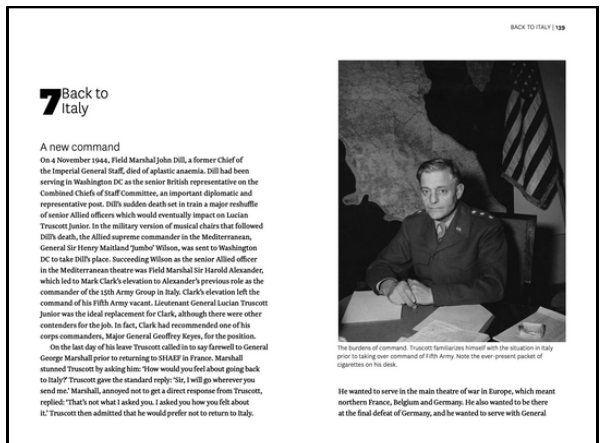 BACK TO ITALY | 139
7 Back to
Italy
A new command
On 4 November 1944, Field Marshal John Dill, a former Chief of
the Imperial General Staff, died of aplastic anaemia. Dill had been
serving in Washington DC as the senior British representative on the
Combined Chiefs of Staff Committee, an important diplomatic and
representative post. Dill's sudden death set in train a major reshuffle
of senior Allied officers which would eventually impact on Lucian
Truscott Junior. In the military version of musical chairs that followed
Dill's death, the Allied supreme commander in the Mediterranean,
General Sir Henry Maitland 'Jumbo' Wilson, was sent to Washington
DC to take Dill's place. Succeeding Wilson as the senior Allied officer
in the Mediterranean theatre was Field Marshal Sir Harold Alexander,
which led to Mark Clark's elevation to Alexander's previous role as the
commander of the 15th Army Group in Italy. Clark's elevation left the
command of his Fifth Army vacant. Lieutenant General Lucian Truscott
Junior was the ideal replacement for Clark, although there were other
contenders for the job. In fact, Clark had recommended one of his
corps commanders, Major General Geoffrey Keyes, for the position.
On the last day of his leave Truscott called in to say farewell to General
George Marshall prior to returning to SHAEF in France. Marshall
stunned Truscott by asking him: 'How would you feel about going back
to Italy?' Truscott gave the standard reply: 'Sir, I will go wherever you
send me.' Marshall, annoyed not to get a direct response from Truscott,
replied: 'That's not what I asked you. I asked you how you felt about
it.' Truscott then admitted that he would prefer not to return to Italy.
The burdens of command. Truscott familiarizes himself with the situation in Italy
prior to taking over command of Fifth Army. Note the ever-present packet of
cigarettes on his desk.
He wanted to serve in the main theatre of war in Europe, which meant
northern France, Belgium and Germany. He also wanted to be there
at the final defeat of Germany, and he wanted to serve with General